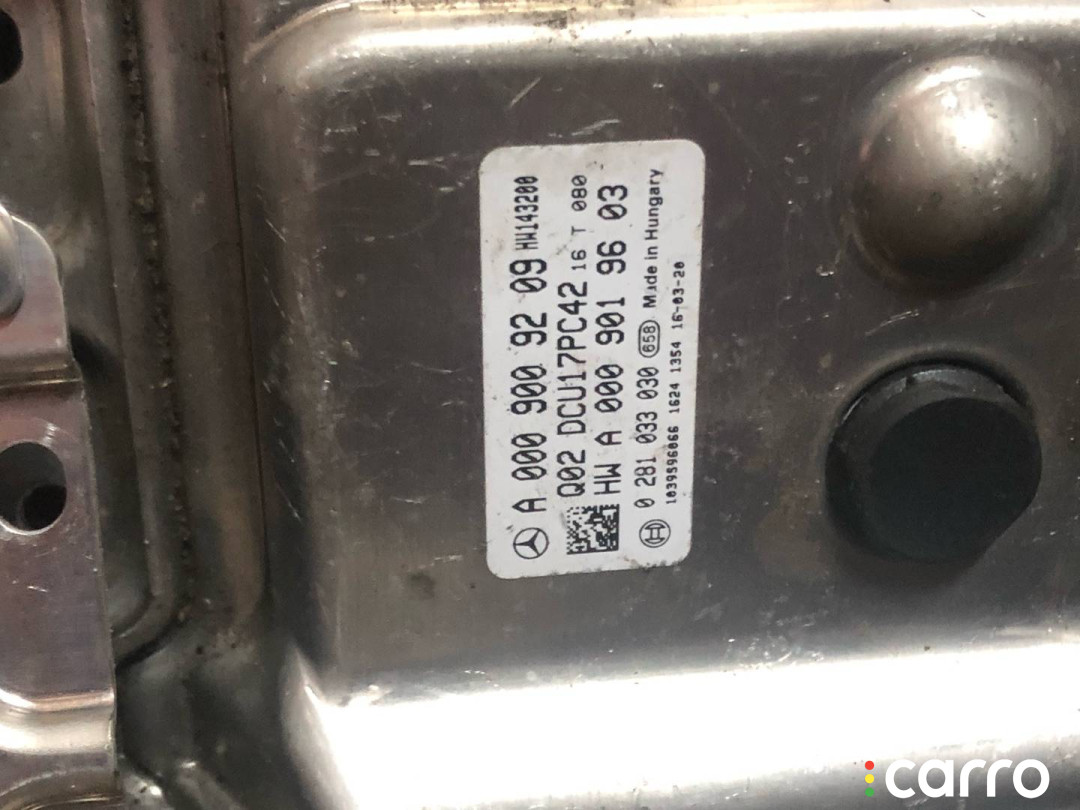 A 000 900 92 09 HW143200
Q02 DCU17PC42 16 T 080
HW A 000 901 96 03
0 281 033 030 658 Made in Hungary
1039S96066 1624 1354 16-03-20
carro